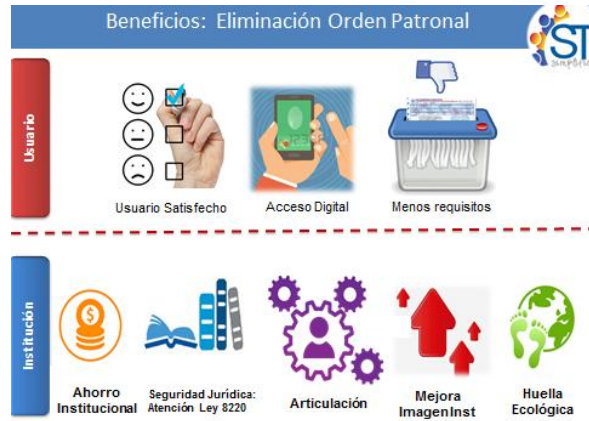 Beneficios: Eliminación Orden Patronal
ST
Usuario
Usuario Satisfecho
Acceso Digital
Menos requisitos
Institución
$
Ahorro
Institucional
Seguridad Jurídica:
Atención Ley 8220
Articulación
Mejora
ImagenInst
Huella
Ecológica